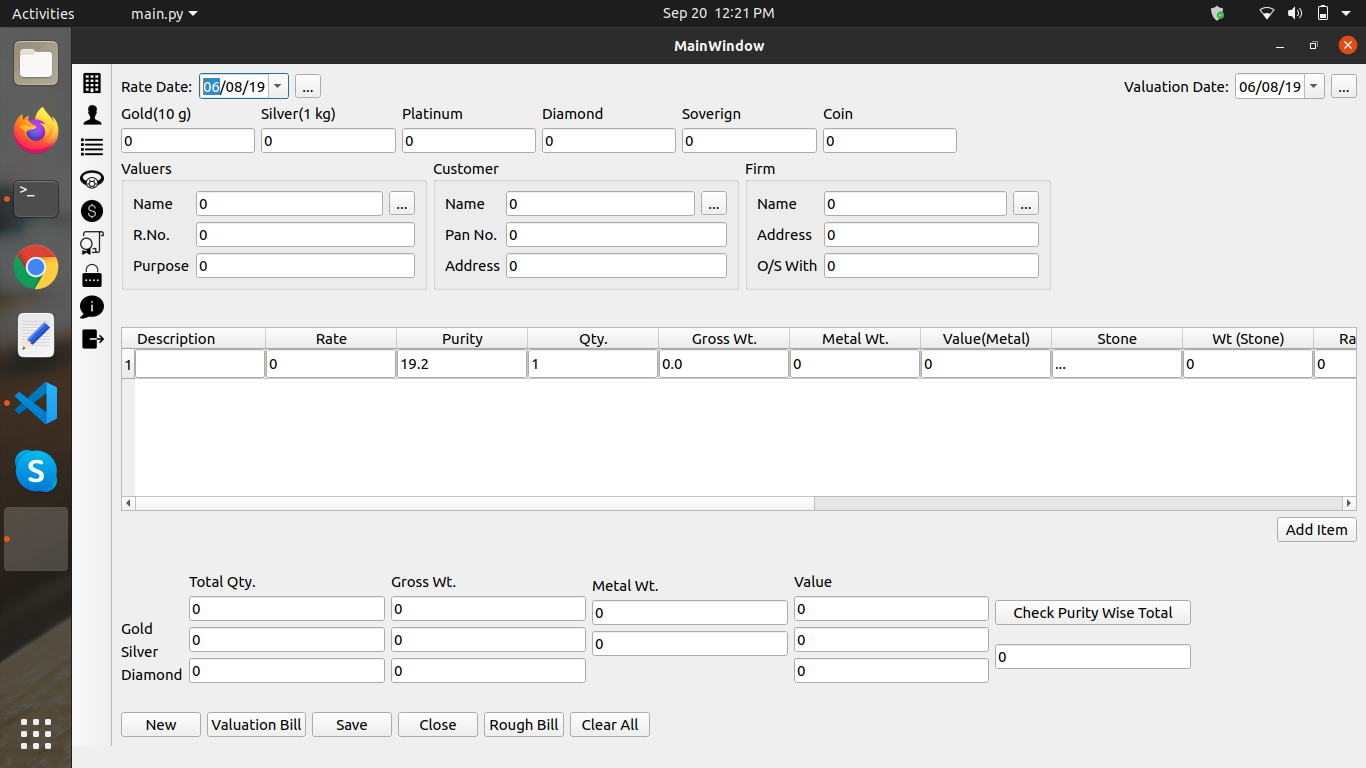 Activities main.py Sep 20 12:21 PM
MainWindow
Rate Date: 06/08/19 ... Valuation Date: 06/08/19 ...
Gold(10 g) Silver(1 kg) Platinum Diamond Soverign Coin
0 0 0 0 0 0
Valuers Customer Firm
Name 0 ... Name 0 ... Name 0 ...
R.No. 0 Pan No. 0 Address 0
Purpose 0 Address 0 O/S With 0
Description Rate Purity Qty. Gross Wt. Metal Wt. Value(Metal) Stone Wt (Stone) Ra
1 0 19.2 1 0.0 0 0 ... 0 0
Add Item
Total Qty. Gross Wt. Metal Wt. Value
0 0 0 0 Check Purity Wise Total
Gold 0 0 0 0
Silver 0
Diamond 0 0 0
New Valuation Bill Save Close Rough Bill Clear All